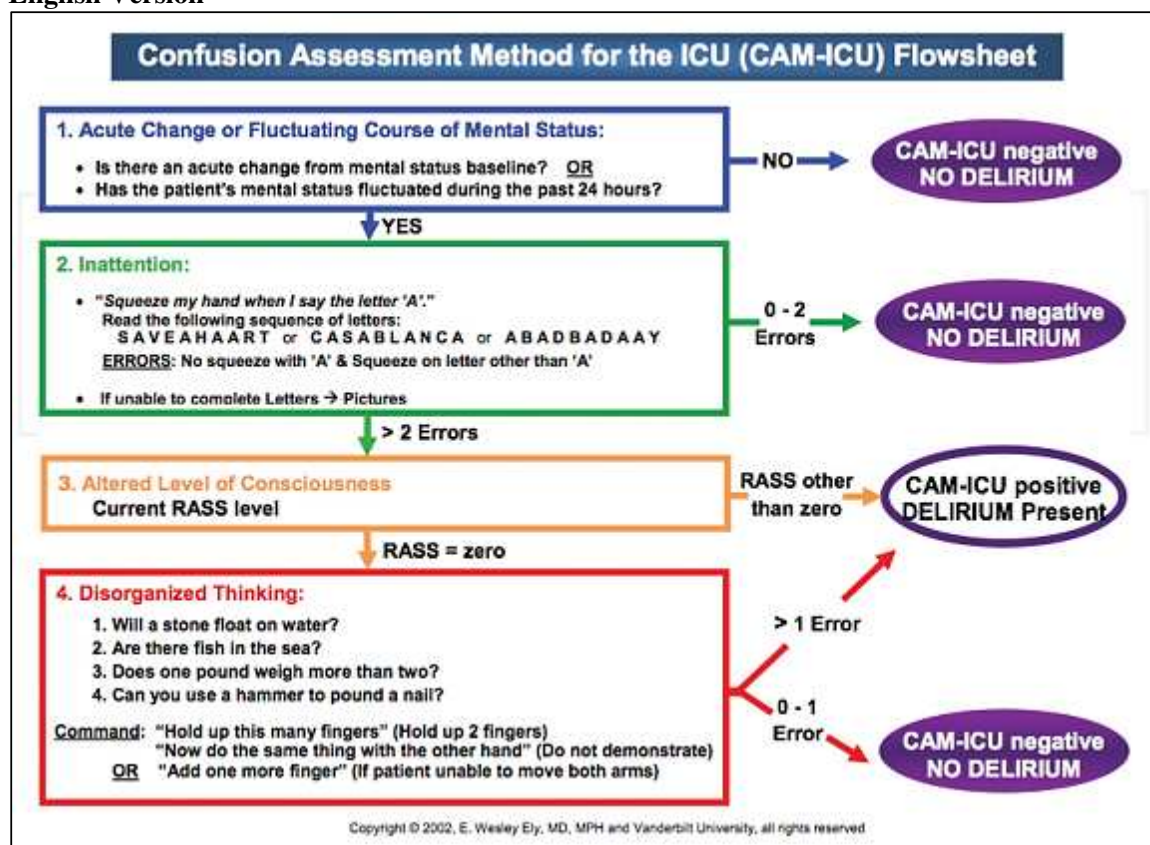 English Version
Confusion Assessment Method for the ICU (CAM-ICU) Flowsheet
1. Acute Change or Fluctuating Course of Mental Status:
• Is there an acute change from mental status baseline? OR
• Has the patient's mental status fluctuated during the past 24 hours?
NO
CAM-ICU negative
NO DELIRIUM
YES
2. Inattention:
• "Squeeze my hand when I say the letter 'A'."
Read the following sequence of letters:
S A V E A H A A R T or C A S A B L A N C A or A B A D B A D A A Y
ERRORS: No squeeze with 'A' & Squeeze on letter other than 'A'
• If unable to complete Letters → Pictures
0 - 2
Errors
CAM-ICU negative
NO DELIRIUM
> 2 Errors
3. Altered Level of Consciousness
Current RASS level
RASS other
than zero
CAM-ICU positive
DELIRIUM Present
RASS = zero
4. Disorganized Thinking:
1. Will a stone float on water?
2. Are there fish in the sea?
3. Does one pound weigh more than two?
4. Can you use a hammer to pound a nail?
Command: "Hold up this many fingers" (Hold up 2 fingers)
"Now do the same thing with the other hand" (Do not demonstrate)
OR "Add one more finger" (If patient unable to move both arms)
> 1 Error
0 - 1
Error
CAM-ICU negative
NO DELIRIUM
Copyright © 2002, E. Wesley Ely, MD, MPH and Vanderbilt University, all rights reserved